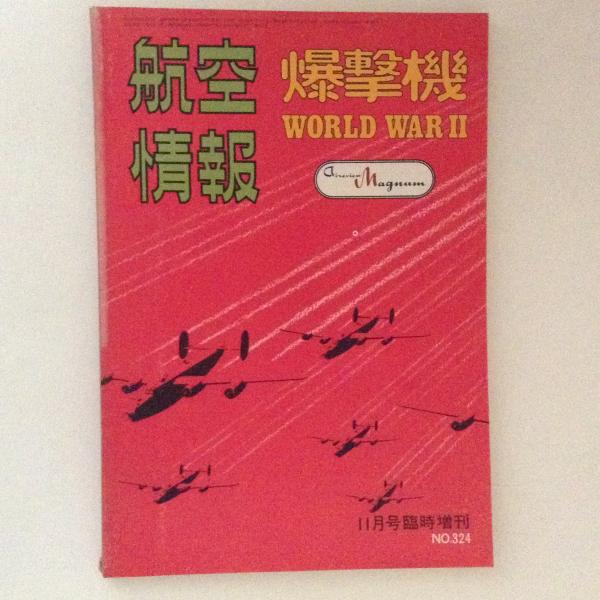 航空
情報
爆撃機
WORLD WAR II
Airview Magnum
11月号臨時増刊
NO.324